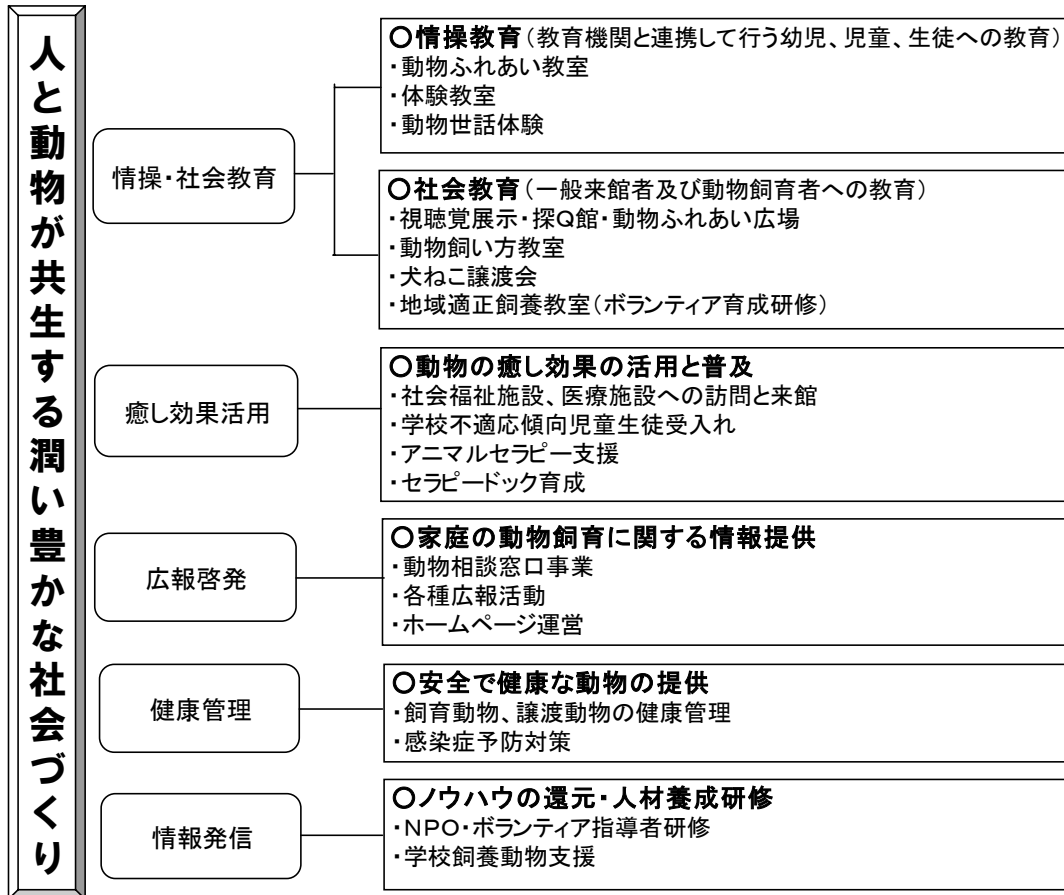 人と動物が共生する潤い豊かな社会づくり
情操・社会教育
○情操教育(教育機関と連携して行う幼児、児童、生徒への教育)
・動物ふれあい教室
・体験教室
・動物世話体験
○社会教育(一般来館者及び動物飼育者への教育)
・視聴覚展示・探Q館・動物ふれあい広場
・動物飼い方教室
・犬ねこ譲渡会
・地域適正飼養教室(ボランティア育成研修)
癒し効果活用
○動物の癒し効果の活用と普及
・社会福祉施設、医療施設への訪問と来館
・学校不適応傾向児童生徒受入れ
・アニマルセラピー支援
・セラピードック育成
広報啓発
○家庭の動物飼育に関する情報提供
・動物相談窓口事業
・各種広報活動
・ホームページ運営
健康管理
○安全で健康な動物の提供
・飼育動物、譲渡動物の健康管理
・感染症予防対策
情報発信
○ノウハウの還元・人材養成研修
・NPO・ボランティア指導者研修
・学校飼養動物支援